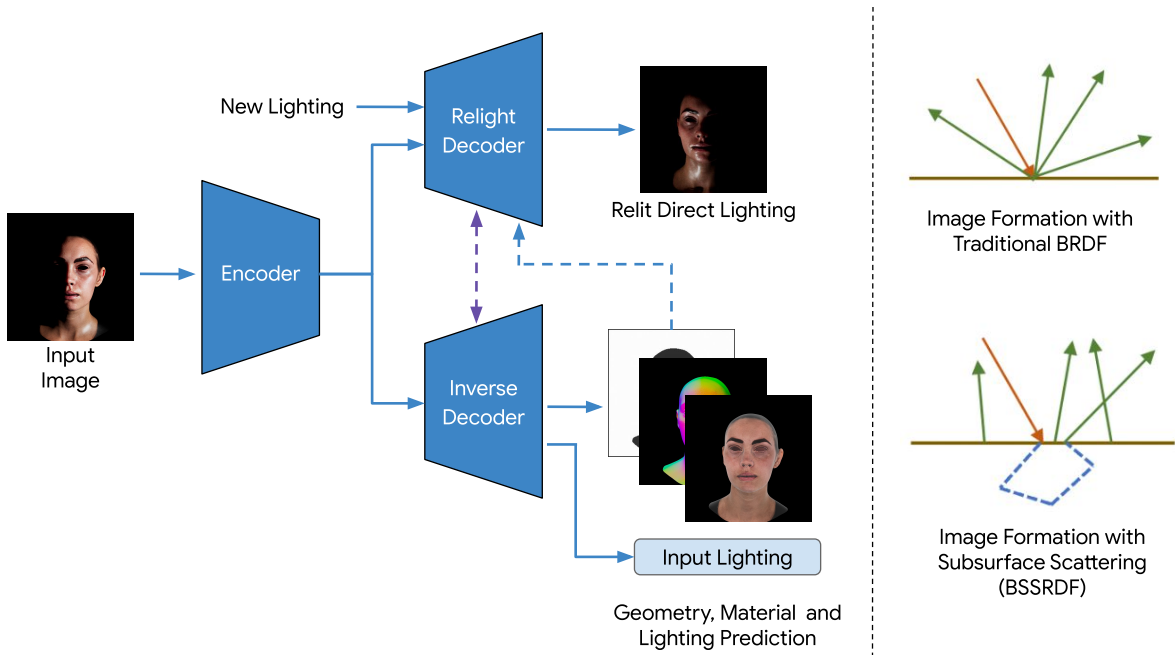 New Lighting
Relight
Decoder
Relit Direct Lighting
Encoder
Input
Image
Inverse
Decoder
Input Lighting
Geometry, Material and
Lighting Prediction
Image Formation with
Traditional BRDF
Image Formation with
Subsurface Scattering
(BSSRDF)